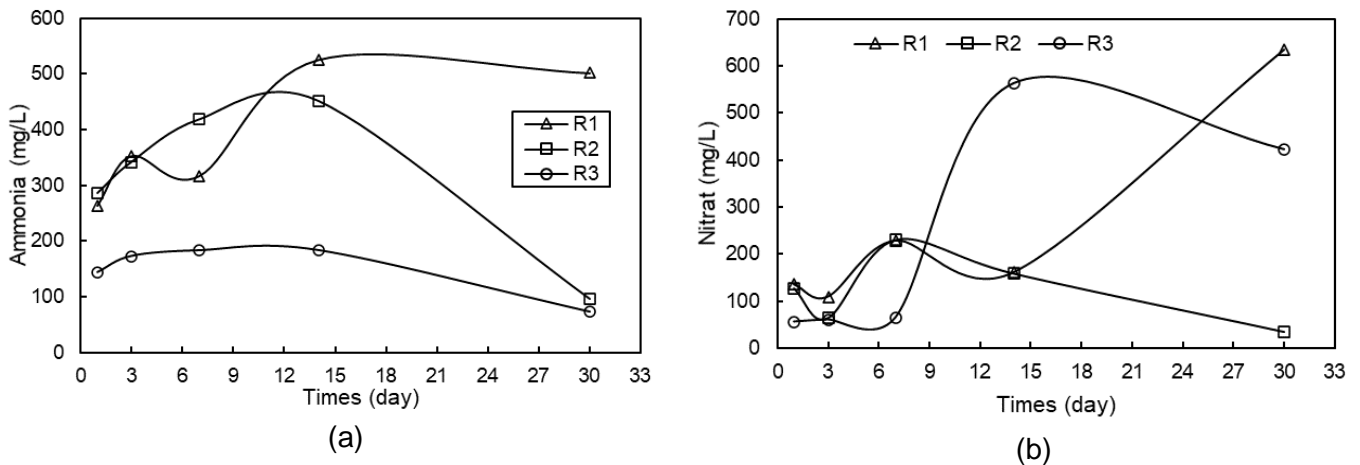 600
500
400
300
200
100
0
Ammonia (mg/L)
0 3 6 9 12 15 18 21 24 27 30 33
Times (day)
R1
R2
R3
(a)
700
600
500
400
300
200
100
0
Nitrat (mg/L)
R1 R2 R3
0 3 6 9 12 15 18 21 24 27 30 33
Times (day)
(b)